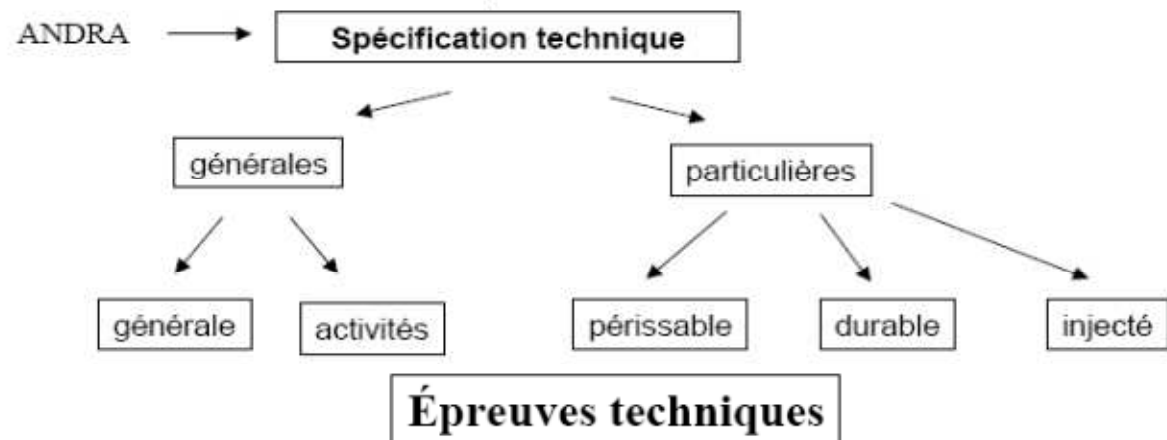 ANDRA
Spécification technique
générales
particulières
générale
activités
périssable
durable
injecté
Épreuves techniques